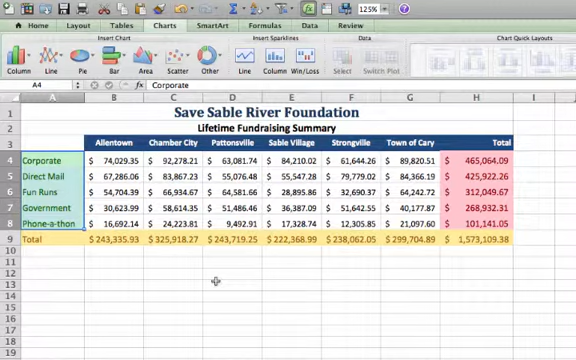 125%
Home Layout Tables Charts SmartArt Formulas Data Review
Insert Chart Insert Sparklines Data Chart Quick Layouts
Column Line Pie Bar Area Scatter Other Line Column Win/Loss Select Switch Plot
A4 fx Corporate
A B C D E F G H I J
1 Save Sable River Foundation
2 Lifetime Fundraising Summary
3 Allentown Chamber City Pattonsville Sable Village Strongville Town of Cary Total
4 Corporate $ 74,029.35 $ 92,278.21 $ 63,081.74 $ 84,210.02 $ 61,644.26 $ 89,820.51 $ 465,064.09
5 Direct Mail $ 67,286.06 $ 83,867.23 $ 55,076.48 $ 55,547.28 $ 79,779.02 $ 84,366.19 $ 425,922.26
6 Fun Runs $ 54,704.39 $ 66,934.67 $ 64,581.66 $ 28,895.86 $ 32,690.37 $ 64,242.72 $ 312,049.67
7 Government $ 30,623.99 $ 58,614.35 $ 51,486.46 $ 36,387.09 $ 51,642.55 $ 40,177.87 $ 268,932.31
8 Phone-a-thon $ 16,692.14 $ 24,223.81 $ 9,492.91 $ 17,328.74 $ 12,305.85 $ 21,097.60 $ 101,141.05
9 Total $ 243,335.93 $ 325,918.27 $ 243,719.25 $ 222,368.99 $ 238,062.05 $ 299,704.89 $ 1,573,109.38
10
11
12
13
14
15
16
17
18
19